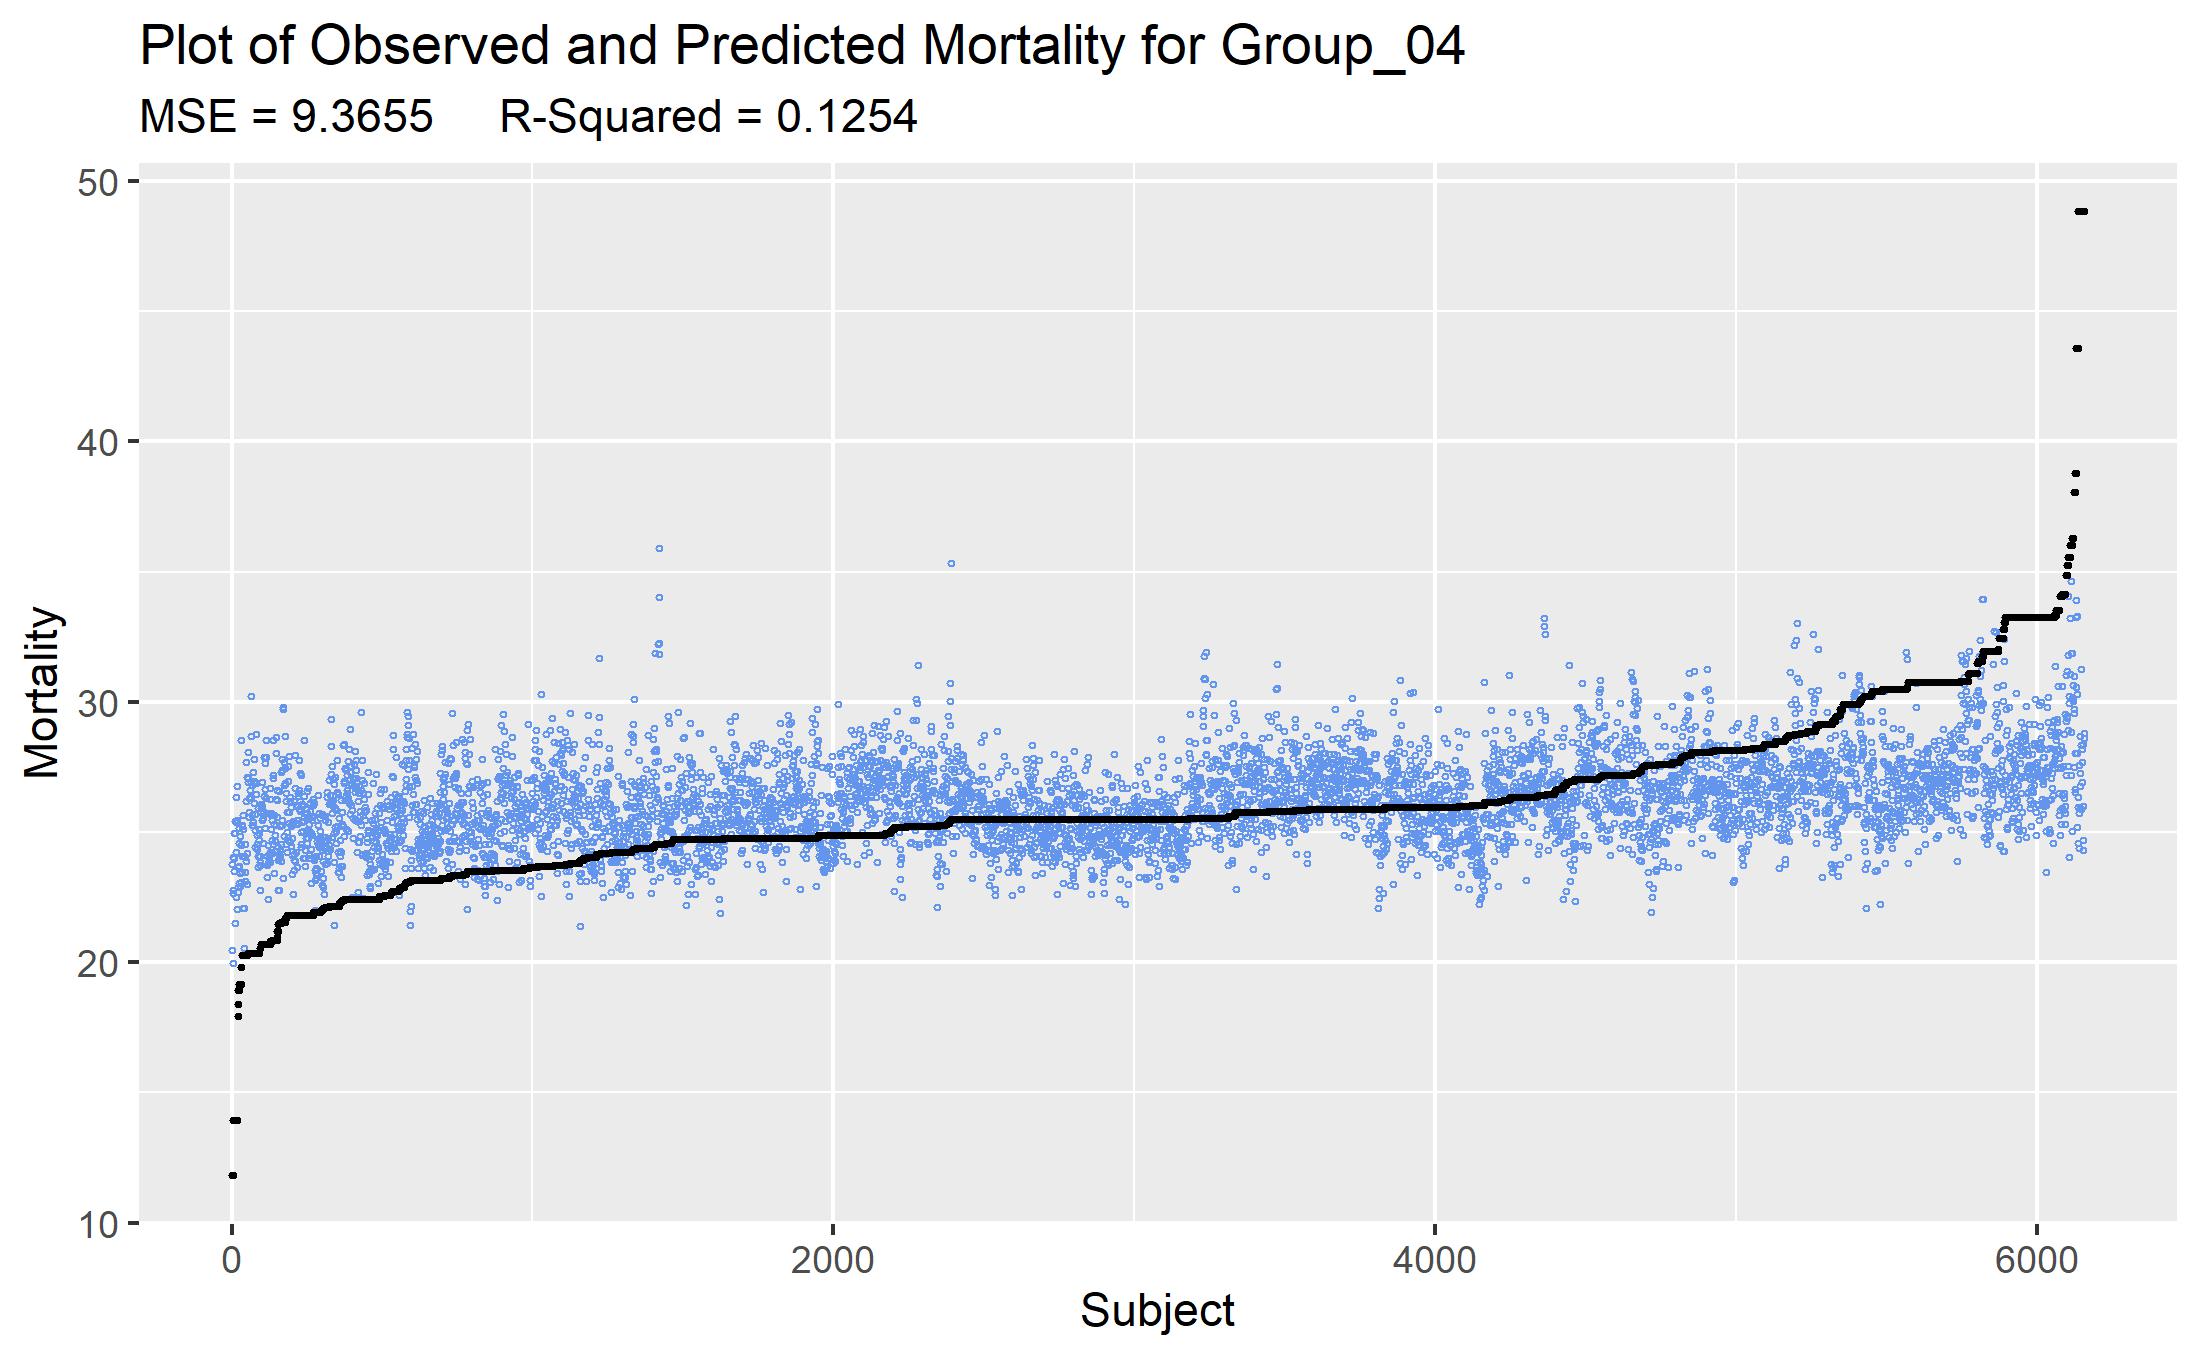 Plot of Observed and Predicted Mortality for Group_04
MSE = 9.3655 R-Squared = 0.1254
50
40
30
20
10
Mortality
0 2000 4000 6000
Subject